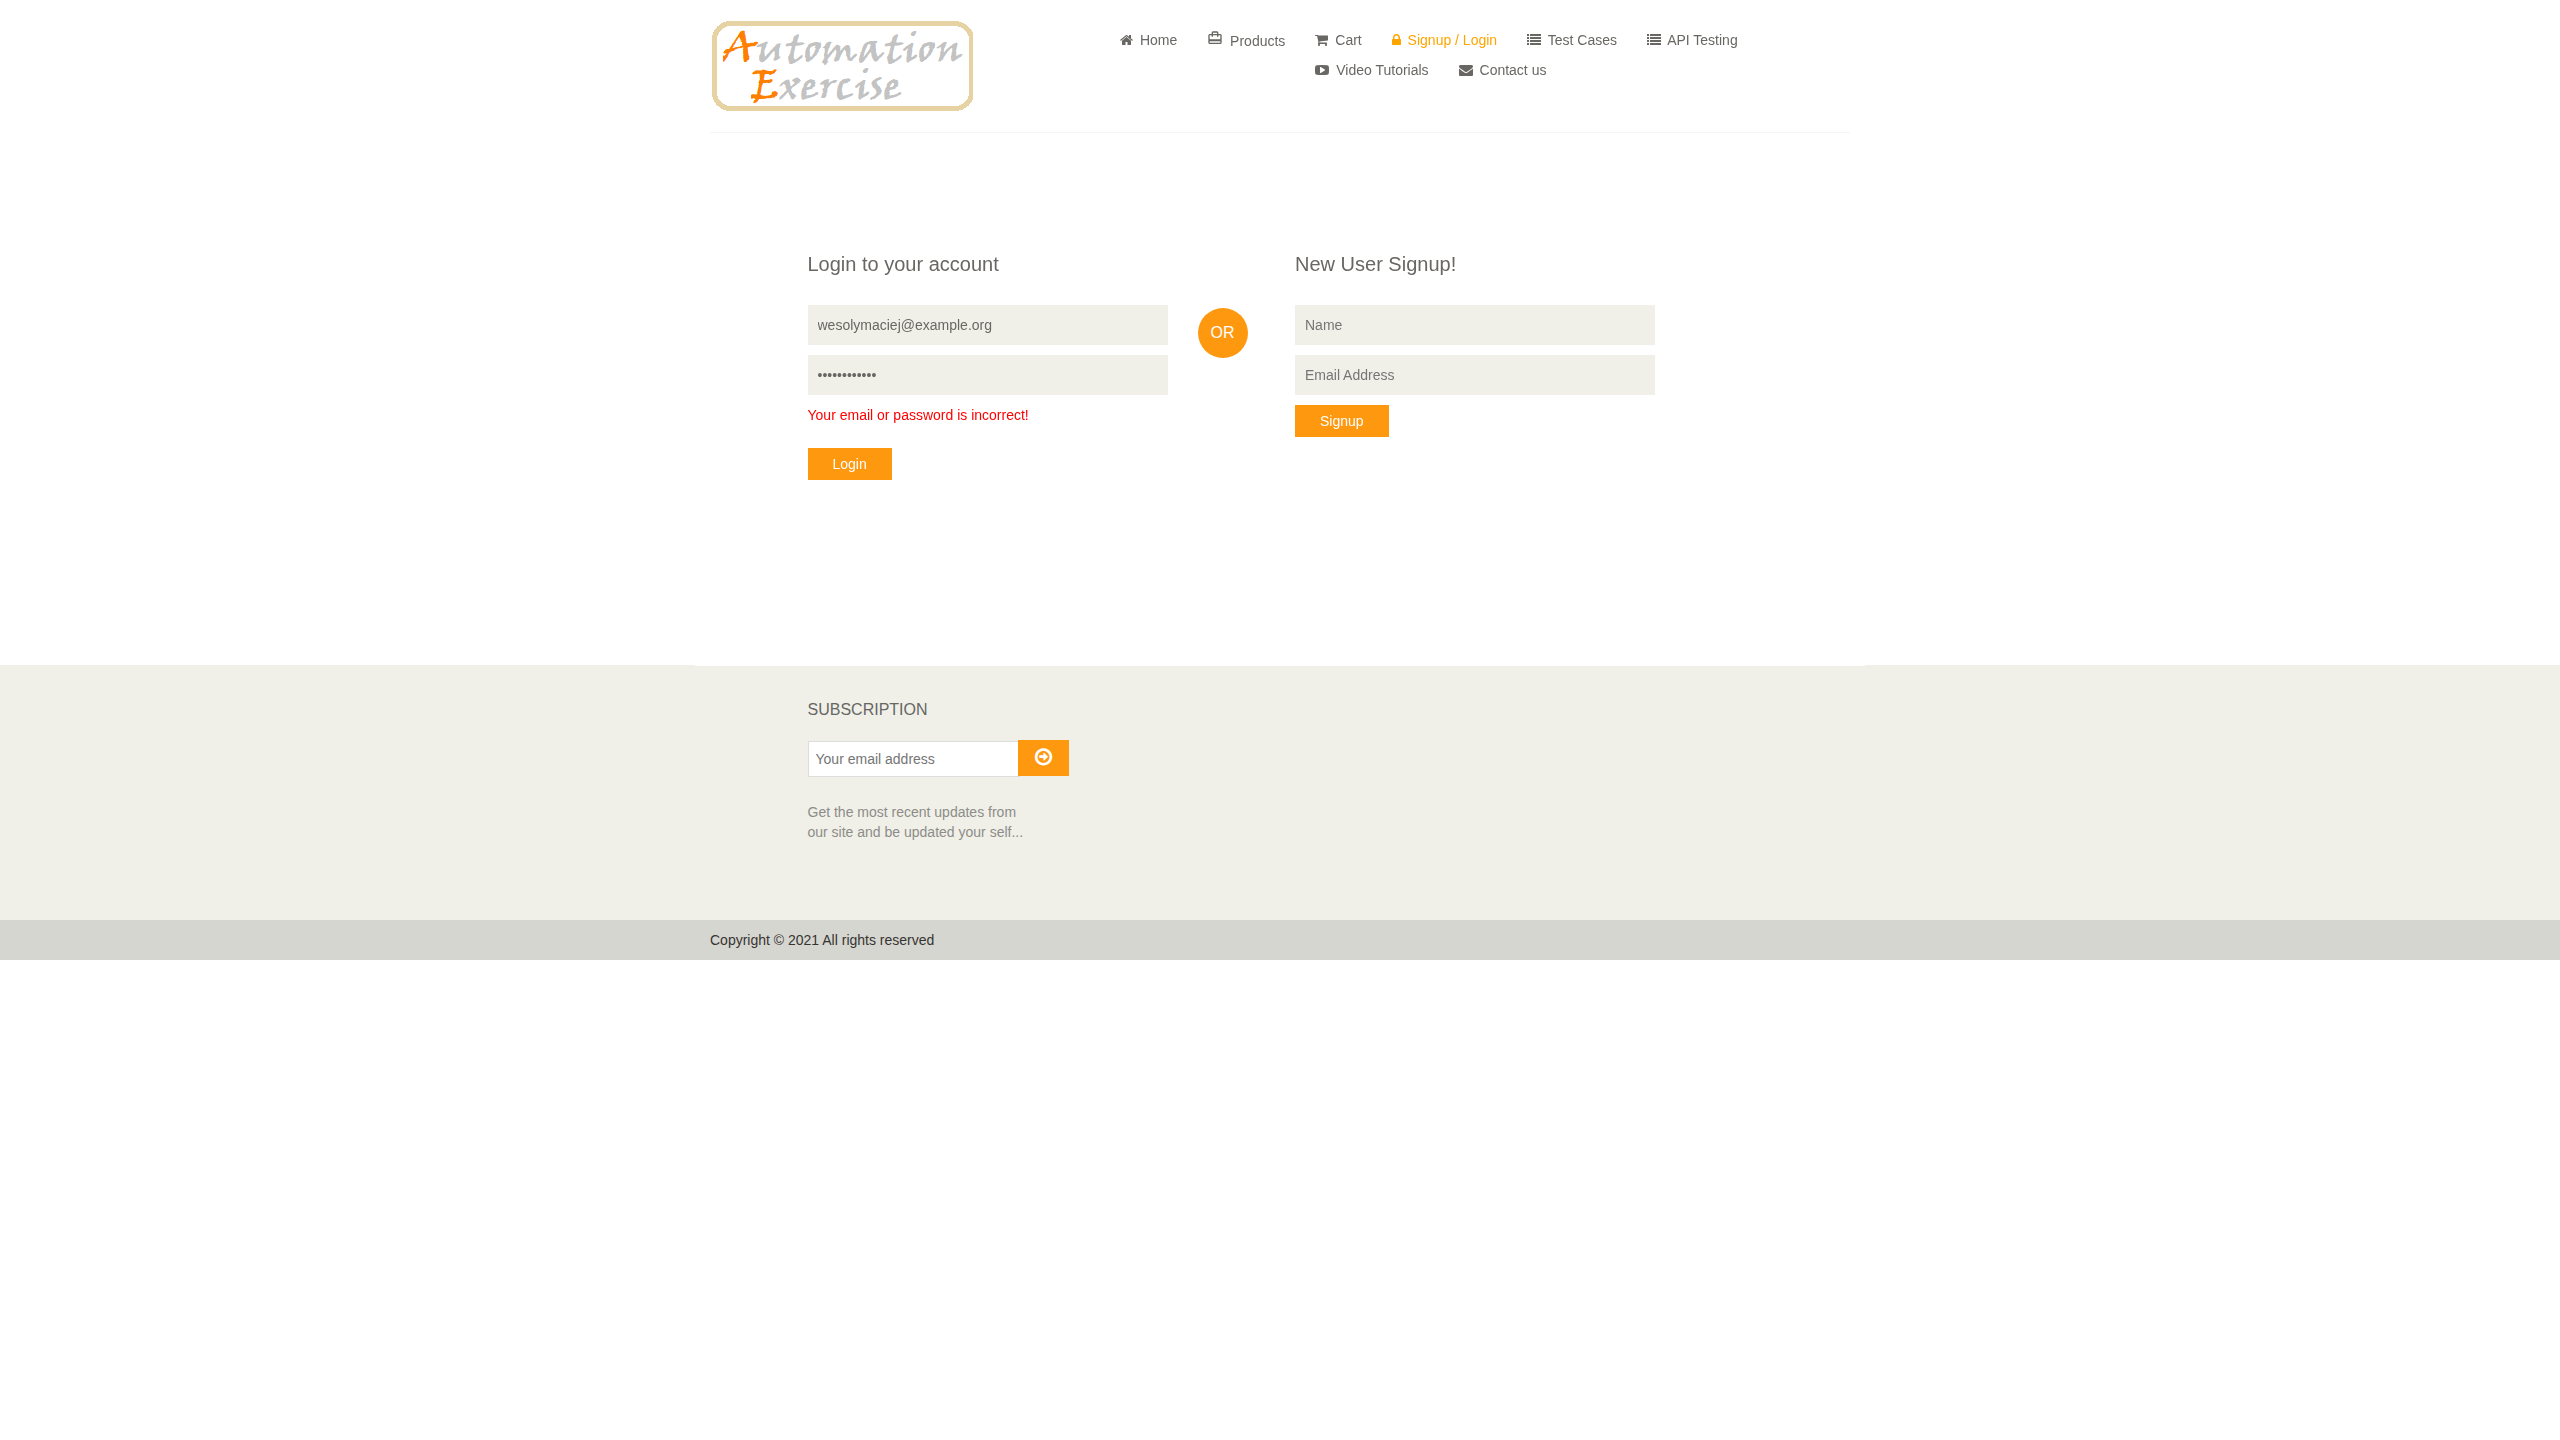 Automation
Exercise
Home
Products
Cart
Signup / Login
Test Cases
API Testing
Video Tutorials
Contact us
Login to your account
wesolymaciej@example.org
••••••••••••
Your email or password is incorrect!
Login
OR
New User Signup!
Name
Email Address
Signup
SUBSCRIPTION
Your email address
Get the most recent updates from
our site and be updated your self...
Copyright © 2021 All rights reserved